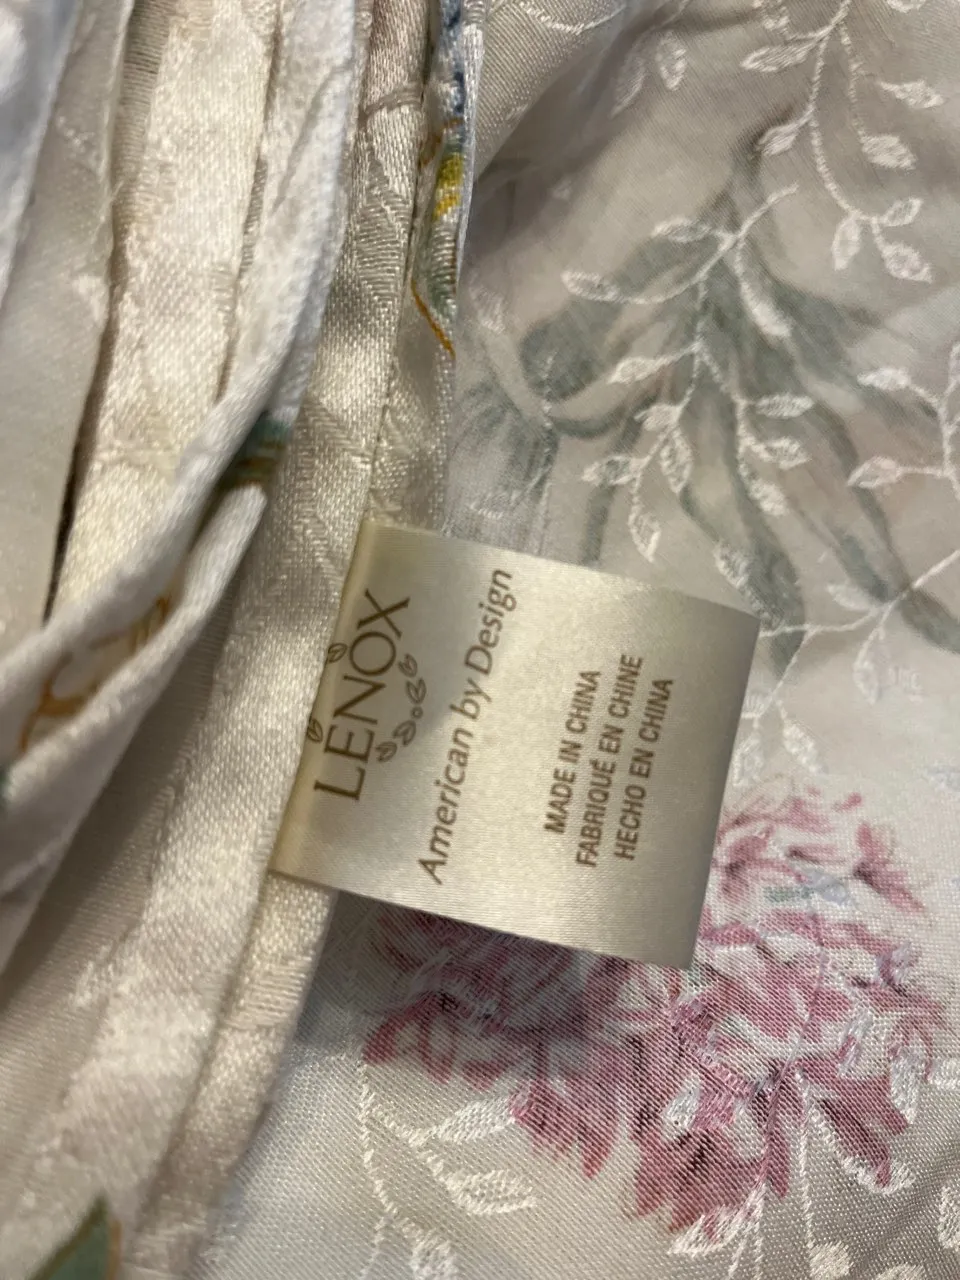 LENOX
American by Design
MADE IN CHINA
FABRIQUÉ EN CHINE
HECHO EN CHINA